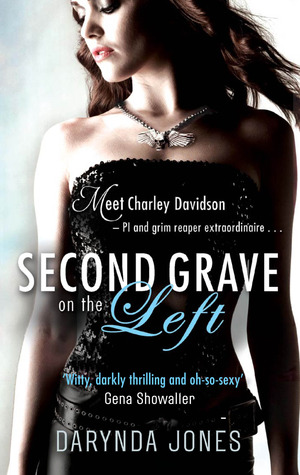 Meet Charley Davidson
– PI and grim reaper extraordinaire . . .
SECOND GRAVE
on the Left
'Witty, darkly thrilling and oh-so-sexy'
Gena Showaller
DARYNDA JONES